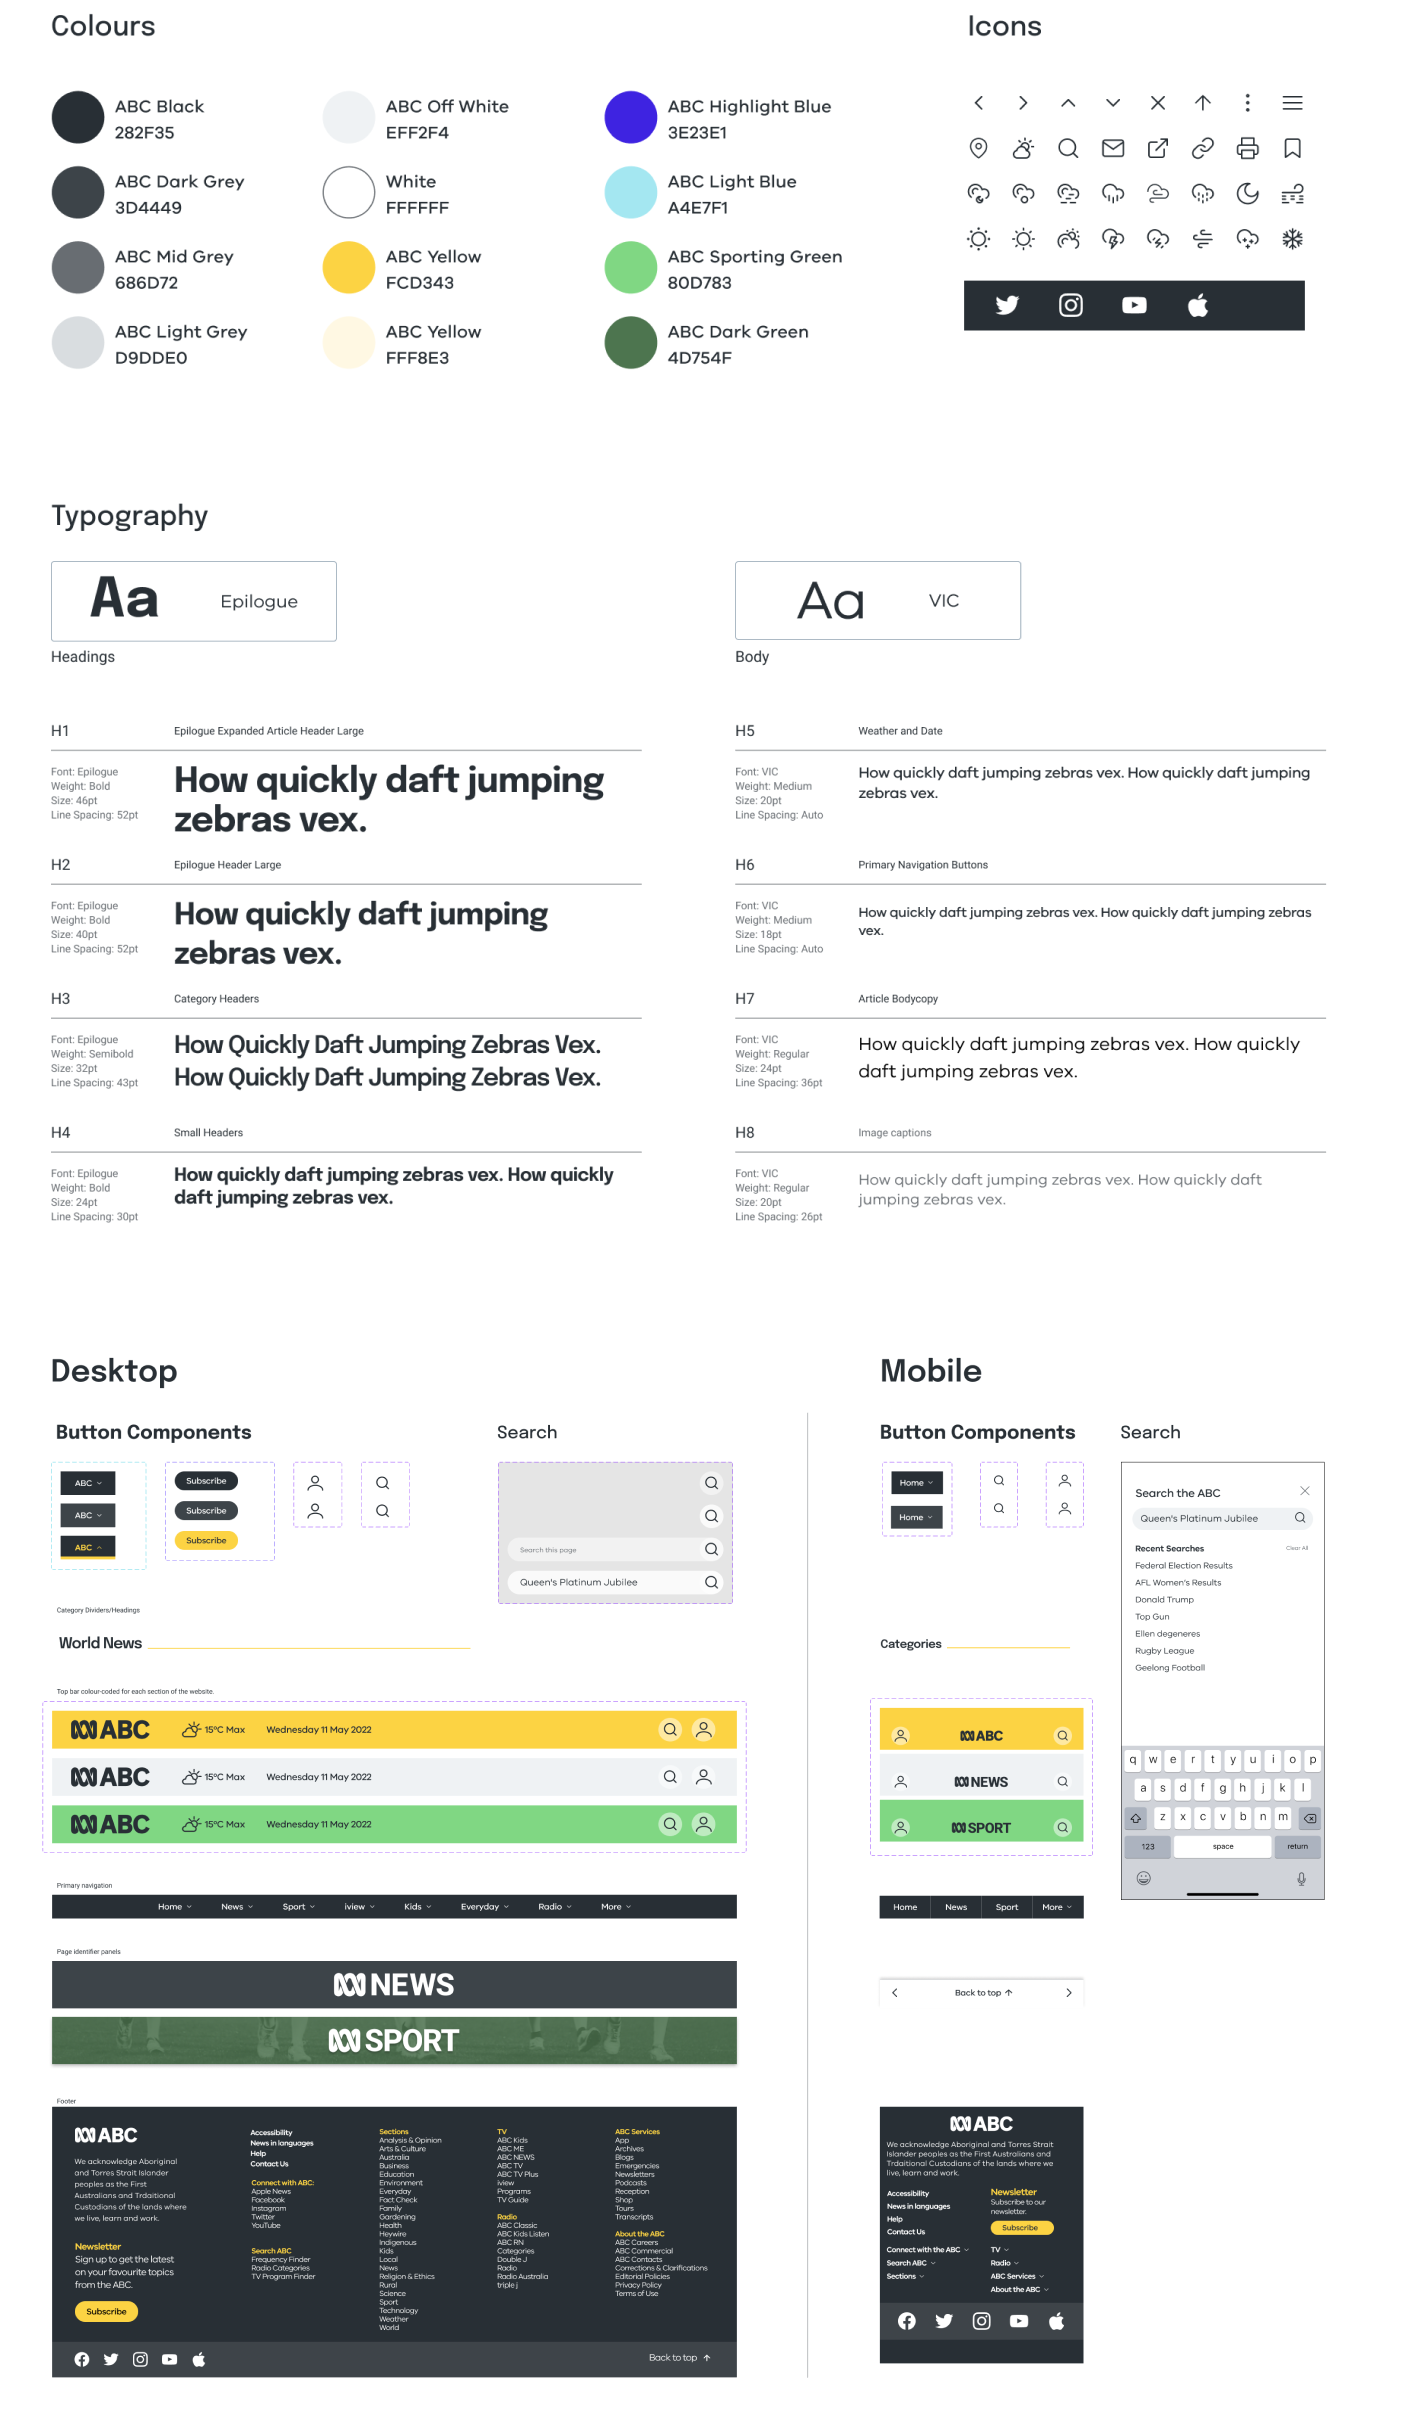 Colours
ABC Black
282F35
ABC Dark Grey
3D4449
ABC Mid Grey
686D72
ABC Light Grey
D9DDE0
ABC Off White
EFF2F4
White
FFFFFF
ABC Yellow
FCD343
ABC Yellow
FFF8E3
ABC Highlight Blue
3E23E1
ABC Light Blue
A4E7F1
ABC Sporting Green
80D783
ABC Dark Green
4D754F
Icons
Typography
Aa Epilogue
Headings
Aa VIC
Body
H1 Epilogue Expanded Article Header Large
Font: Epilogue
Weight: Bold
Size: 46pt
Line Spacing: 52pt
How quickly daft jumping
zebras vex.
H2 Epilogue Header Large
Font: Epilogue
Weight: Bold
Size: 40pt
Line Spacing: 52pt
How quickly daft jumping
zebras vex.
H3 Category Headers
Font: Epilogue
Weight: Semibold
Size: 32pt
Line Spacing: 43pt
How Quickly Daft Jumping Zebras Vex.
How Quickly Daft Jumping Zebras Vex.
H4 Small Headers
Font: Epilogue
Weight: Bold
Size: 24pt
Line Spacing: 30pt
How quickly daft jumping zebras vex. How quickly
daft jumping zebras vex.
H5 Weather and Date
Font: VIC
Weight: Medium
Size: 20pt
Line Spacing: Auto
How quickly daft jumping zebras vex. How quickly daft jumping
zebras vex.
H6 Primary Navigation Buttons
Font: VIC
Weight: Medium
Size: 18pt
Line Spacing: Auto
How quickly daft jumping zebras vex. How quickly daft jumping zebras
vex.
H7 Article Bodycopy
Font: VIC
Weight: Regular
Size: 24pt
Line Spacing: 36pt
How quickly daft jumping zebras vex. How quickly
daft jumping zebras vex.
H8 Image captions
Font: VIC
Weight: Regular
Size: 20pt
Line Spacing: 26pt
How quickly daft jumping zebras vex. How quickly daft
jumping zebras vex.
Desktop
Button Components
ABC
ABC
ABC
Subscribe
Subscribe
Subscribe
Search
Search this page
Queen's Platinum Jubilee
Category Dividers/Headings
World News
Top bar colour-coded for each section of the website.
ABC 15°C Max Wednesday 11 May 2022
ABC 15°C Max Wednesday 11 May 2022
ABC 15°C Max Wednesday 11 May 2022
Primary navigation
Home News Sport iview Kids Everyday Radio More
Page identifier panels
NEWS
SPORT
Footer
ABC
We acknowledge Aboriginal
and Torres Strait Islander
peoples as the First
Australians and Trdaitional
Custodians of the lands where
we live, learn and work.
Newsletter
Sign up to get the latest
on your favourite topics
from the ABC.
Subscribe
Accessibility
News in languages
Help
Contact Us
Connect with ABC:
Apple News
Facebook
Instagram
Twitter
YouTube
Search ABC
Frequency Finder
Radio Categories
TV Program Finder
Sections
Analysis & Opinion
Arts & Culture
Australia
Business
Education
Environment
Everyday
Fact Check
Family
Gardening
Health
Heywire
Indigenous
Kids
Local
News
Religion & Ethics
Rural
Science
Sport
Technology
Weather
World
TV
ABC Kids
ABC ME
ABC NEWS
ABC TV
ABC TV Plus
iview
Programs
TV Guide
Radio
ABC Classic
ABC Kids Listen
ABC RN
Categories
Double J
Radio
Radio Australia
triple j
ABC Services
App
Archives
Blogs
Emergencies
Newsletters
Podcasts
Reception
Shop
Tours
Transcripts
About the ABC
ABC Careers
ABC Commercial
ABC Contacts
Corrections & Clarifications
Editorial Policies
Privacy Policy
Terms of Use
Back to top
Mobile
Button Components
Home
Home
Search
Search the ABC
Queen's Platinum Jubilee
Recent Searches Clear All
Federal Election Results
AFL Women's Results
Donald Trump
Top Gun
Ellen degeneres
Rugby League
Geelong Football
q w e r t y u i o p
a s d f g h j k l
z x c v b n m
123 space return
Categories
ABC
NEWS
SPORT
Home News Sport More
Back to top
ABC
We acknowledge Aboriginal and Torres Strait
Islander peoples as the First Australians and
Trdaitional Custodians of the lands where we
live, learn and work.
Accessibility
News in languages
Help
Contact Us
Newsletter
Subscribe to our
newsletter.
Subscribe
Connect with the ABC
Search ABC
Sections
TV
Radio
ABC Services
About the ABC